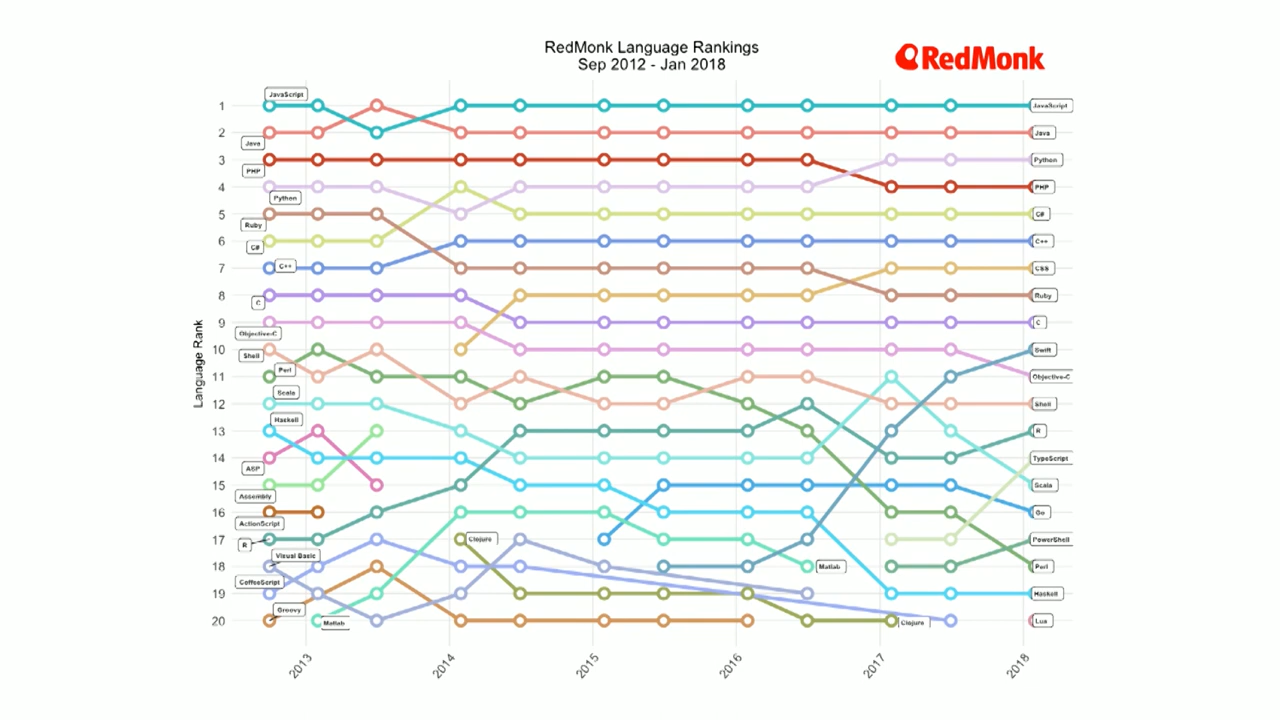 RedMonk Language Rankings
Sep 2012 - Jan 2018
RedMonk
Language Rank
1
2
3
4
5
6
7
8
9
10
11
12
13
14
15
16
17
18
19
20
JavaScript
Java
PHP
Python
Ruby
C#
C++
C
Objective-C
Shell
Perl
Scala
Haskell
ASP
Assembly
ActionScript
R
Visual Basic
CoffeeScript
Groovy
Matlab
Clojure
Matlab
Clojure
JavaScript
Java
Python
PHP
C#
C++
CSS
Ruby
C
Swift
Objective-C
Shell
R
TypeScript
Scala
Go
PowerShell
Perl
Haskell
Lua
2013
2014
2015
2016
2017
2018